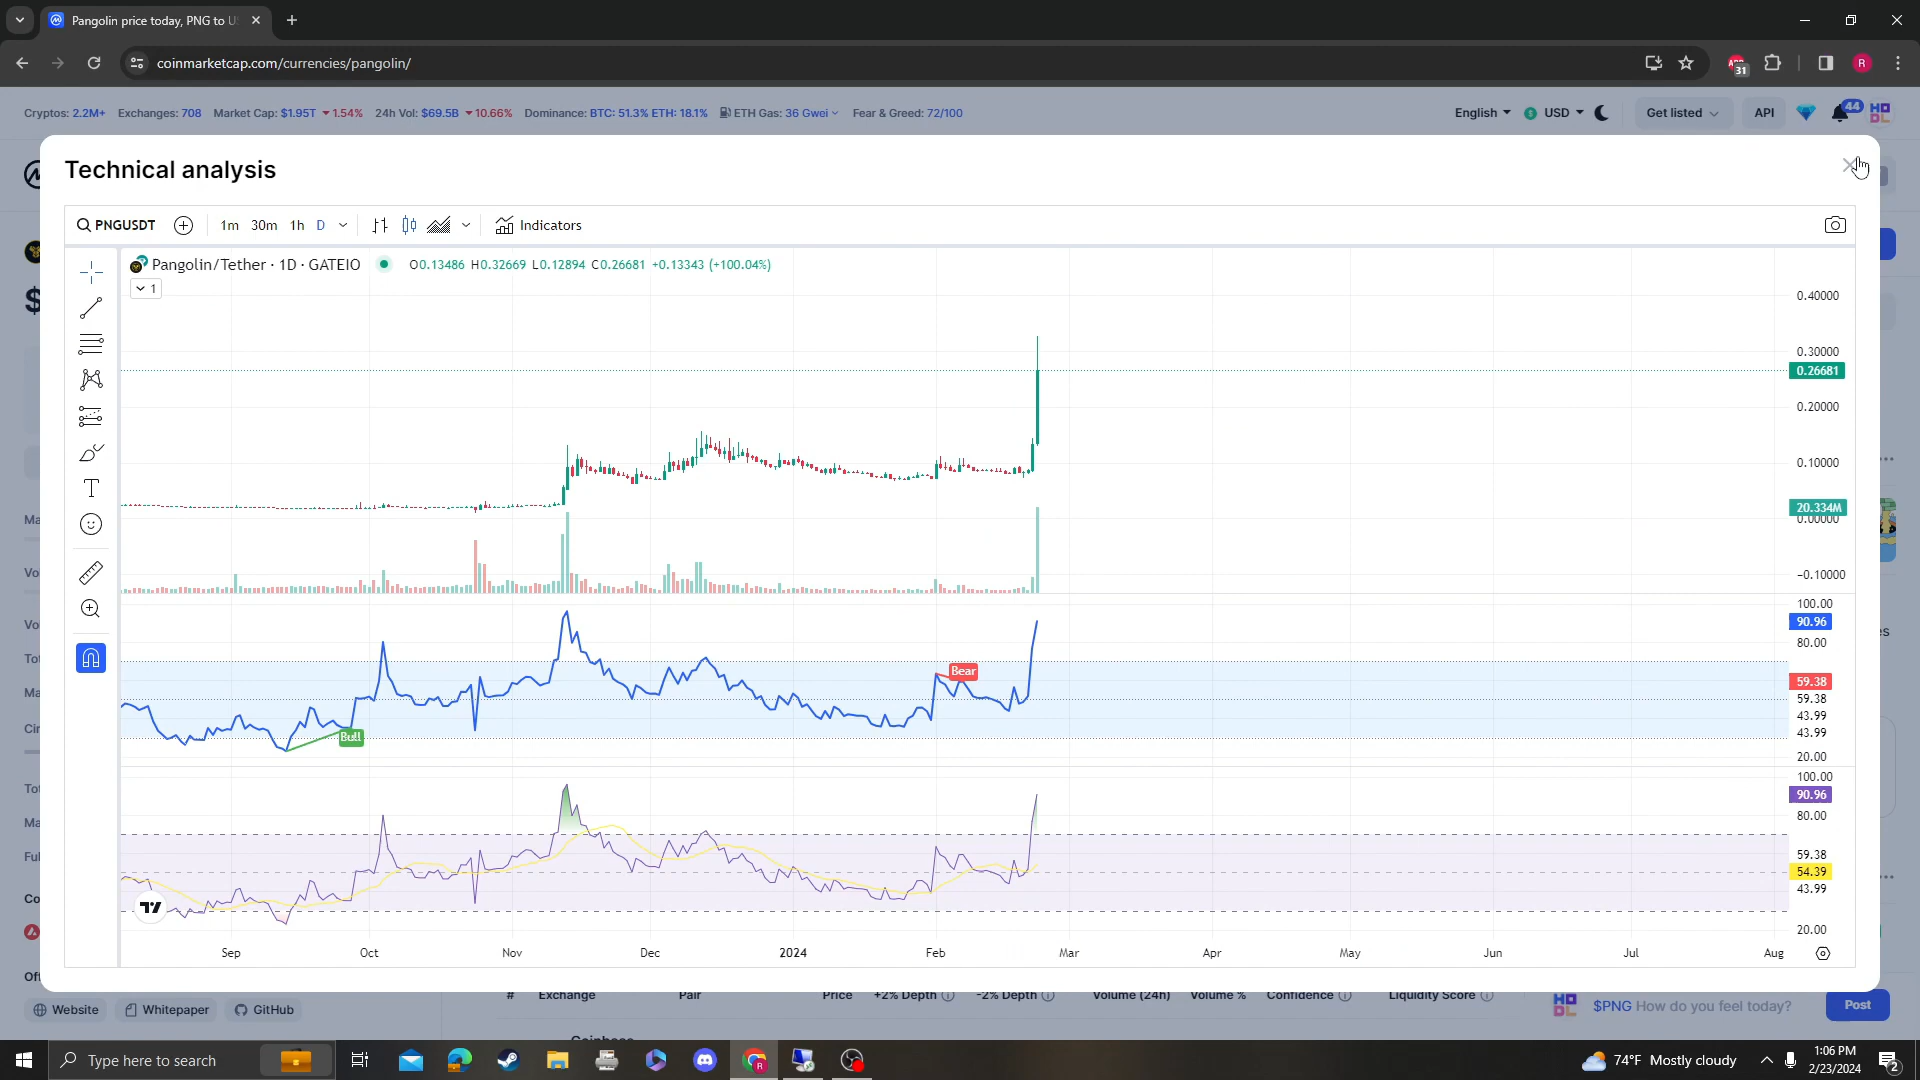 Pangolin price today, PNG to U
coinmarketcap.com/currencies/pangolin/
31
R
Cryptos: 2.2M+ Exchanges: 708 Market Cap: $1.95T 1.54% 24h Vol: $69.5B 10.66% Dominance: BTC: 51.3% ETH: 18.1% ETH Gas: 36 Gwei Fear & Greed: 72/100
English USD Get listed API 44
Technical analysis
PNGUSDT 1m 30m 1h D Indicators
Pangolin/Tether · 1D · GATEIO O0.13486 H0.32669 L0.12894 C0.26681 +0.13343 (+100.04%)
1
0.40000
0.30000
0.26681
0.20000
0.10000
20.334M
0.00000
−0.10000
100.00
90.96
80.00
Bear
59.38
59.38
43.99
Bull
43.99
20.00
100.00
90.96
80.00
59.38
54.39
43.99
20.00
Sep Oct Nov Dec 2024 Feb Mar Apr May Jun Jul Aug
# Exchange Pair Price +2% Depth -2% Depth Volume (24h) Volume % Confidence Liquidity Score
Website Whitepaper GitHub
$PNG How do you feel today? Post
Type here to search
74°F Mostly cloudy
1:06 PM
2/23/2024
2